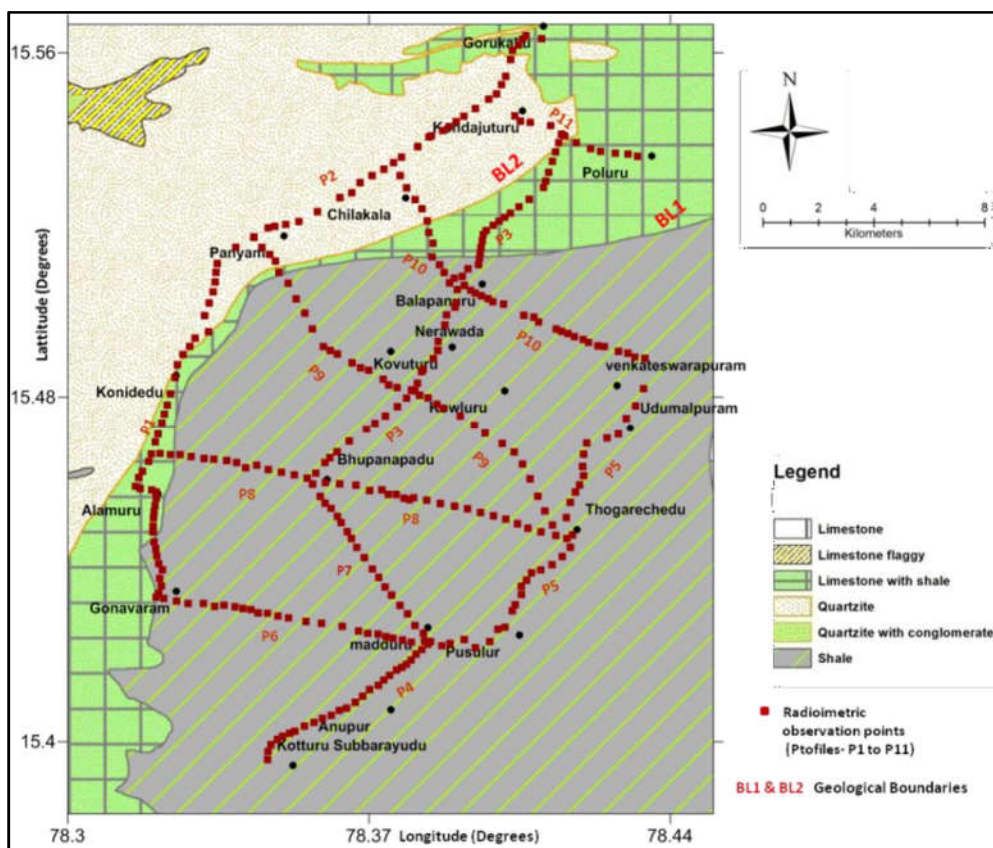 15.56
Gorukallu
N
Kondajuturu
P11
P2
BL2
Poluru
BL1
Chilakala
0 2 4 8
Kilometers
P3
Panyam
P10
Balapanuru
Nerawada
P10
Kovuturu
venkateswarapuram
P9
Konidedu
15.48
Kowluru
Udumalpuram
P1
P3
Lattitude (Degrees)
Bhupanapadu
P9
P5
Legend
P8
Alamuru
P8
Thogarechedu
Limestone
Limestone flaggy
P7
P5
Limestone with shale
Gonavaram
Quartzite
P6
Quartzite with conglomerate
madduru
Pusulur
Shale
P4
Radioimetric
observation points
(Ptofiles- P1 to P11)
Anupur
15.4
Kotturu Subbarayudu
BL1 & BL2 Geological Boundaries
78.3
78.37
Longitude (Degrees)
78.44